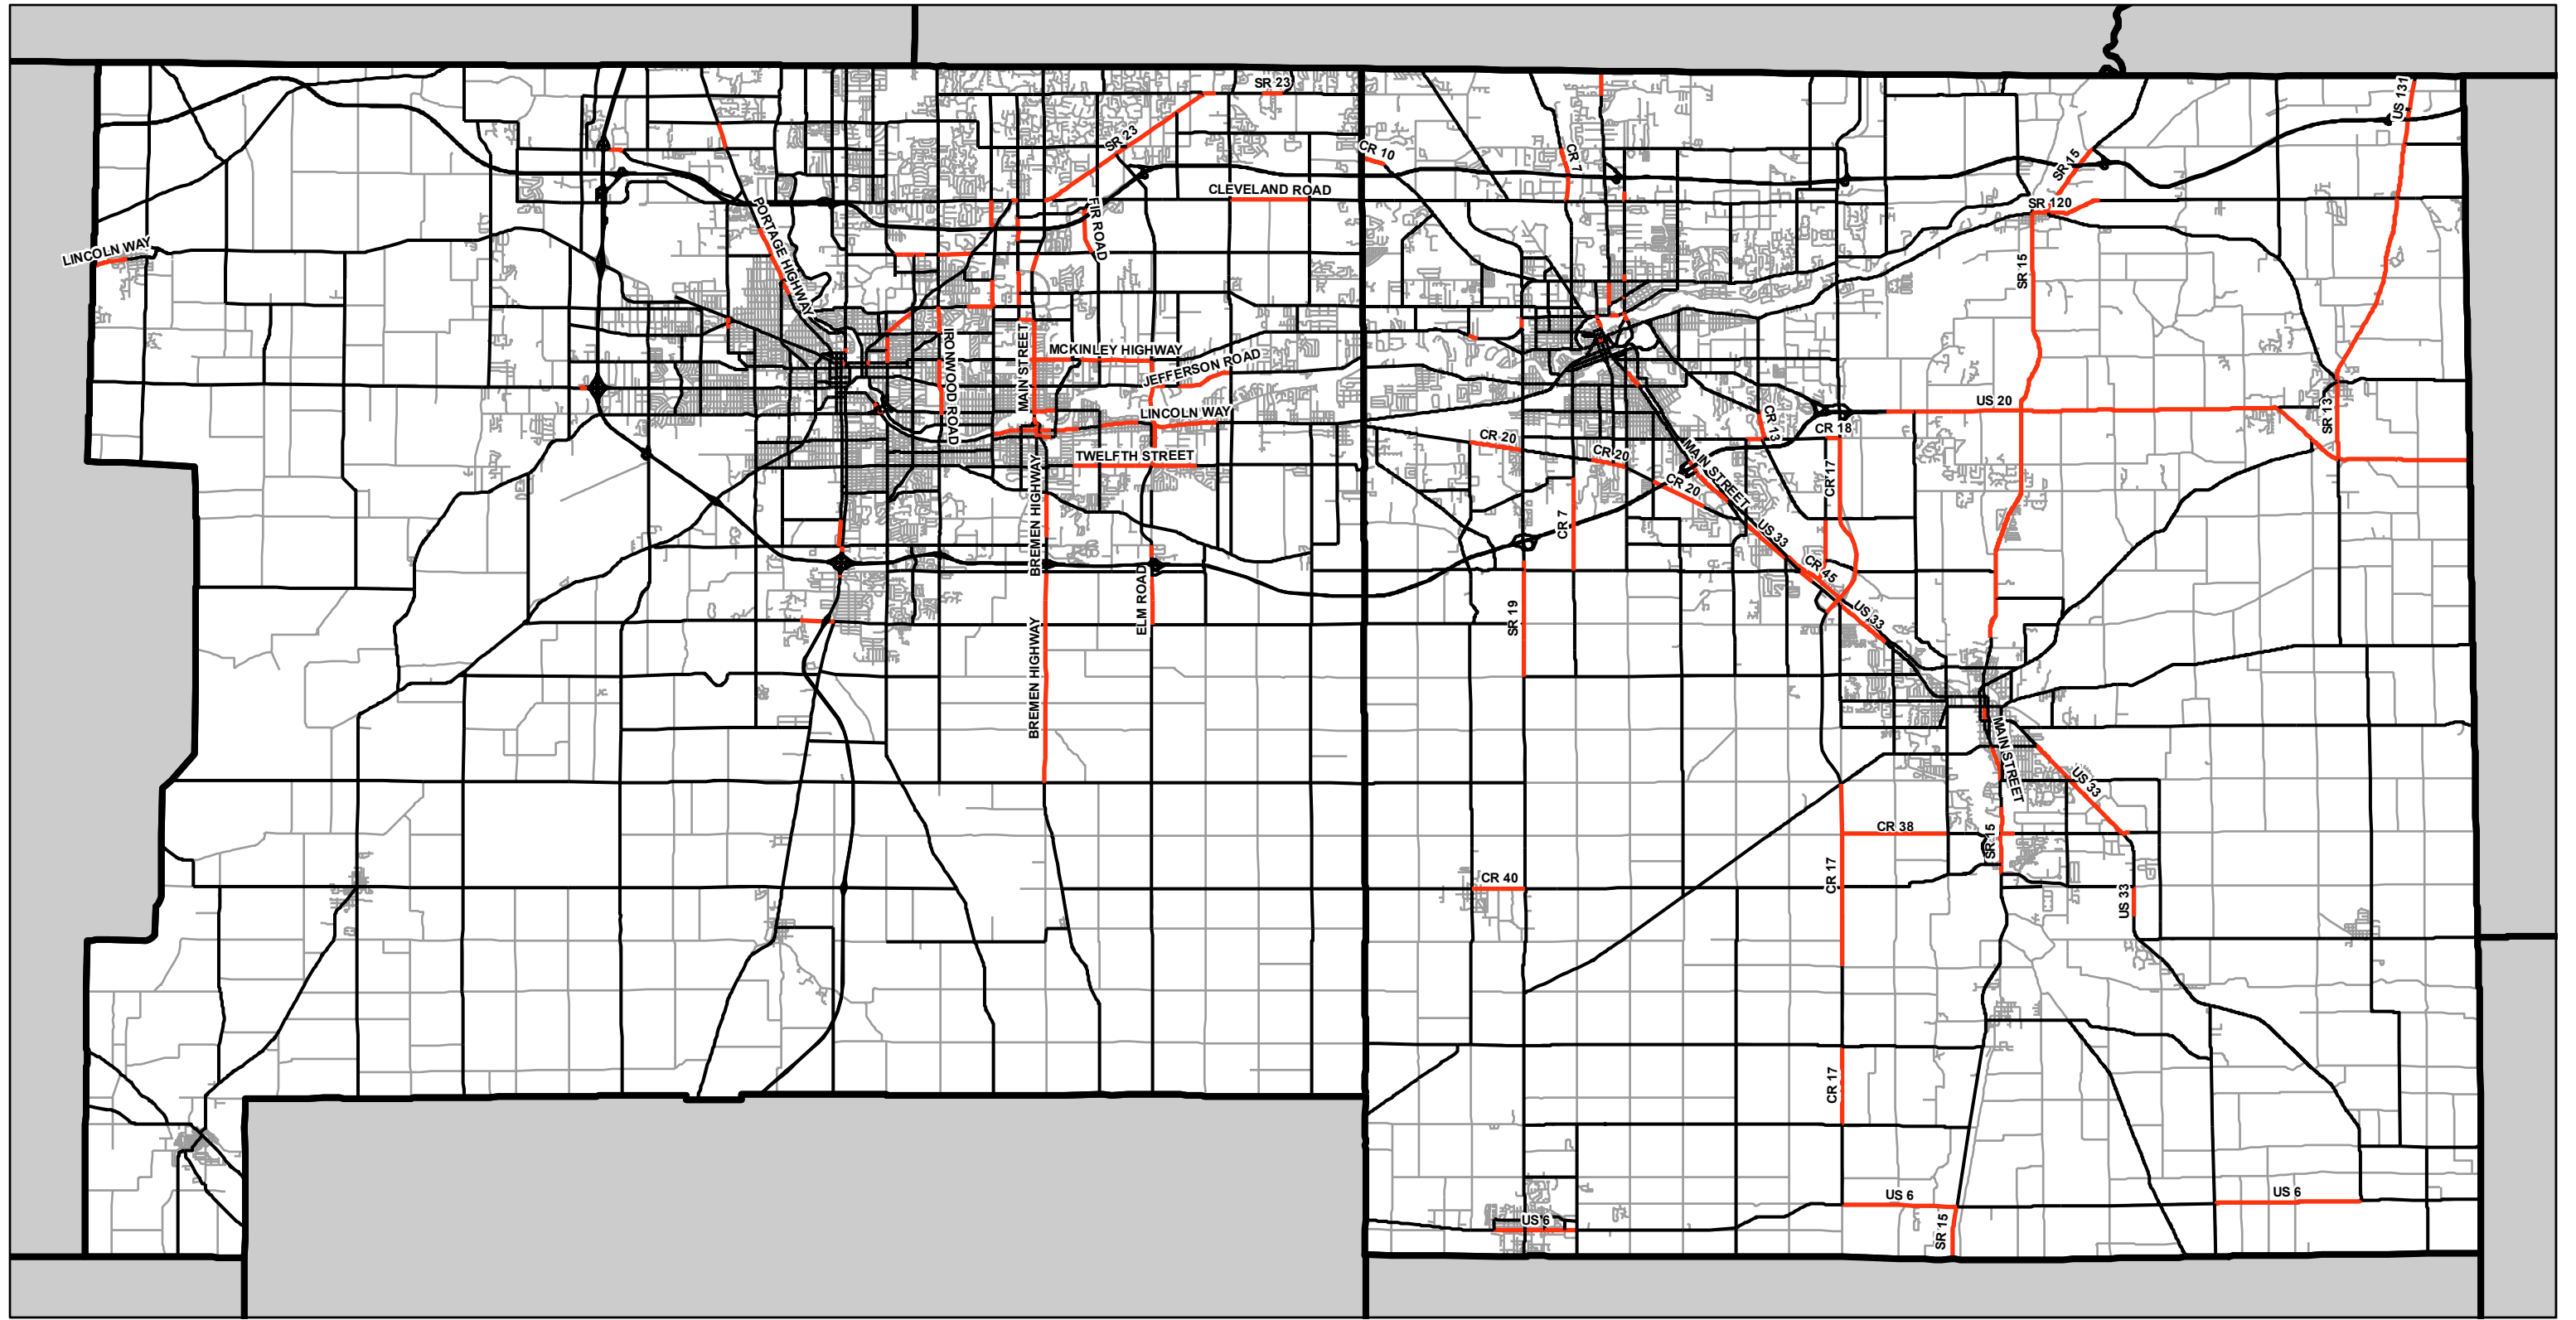 SR 23
US 131
SR 23
CR 10
CR 7
SR 15
CLEVELAND ROAD
SR 120
PORTAGE HIGHWAY
FIR ROAD
LINCOLN WAY
SR 15
MCKINLEY HIGHWAY
IRONWOOD ROAD
MAIN STREET
JEFFERSON ROAD
LINCOLN WAY
US 20
SR 13
CR 13
CR 18
CR 20
CR 20
TWELFTH STREET
MAIN STREET
CR 17
CR 20
BREMEN HIGHWAY
CR 7
US 33
CR 45
ELM ROAD
SR 19
US 33
BREMEN HIGHWAY
MAIN STREET
US 33
CR 38
SR 15
CR 17
CR 40
US 33
CR 17
US 6
US 6
US 6
SR 15